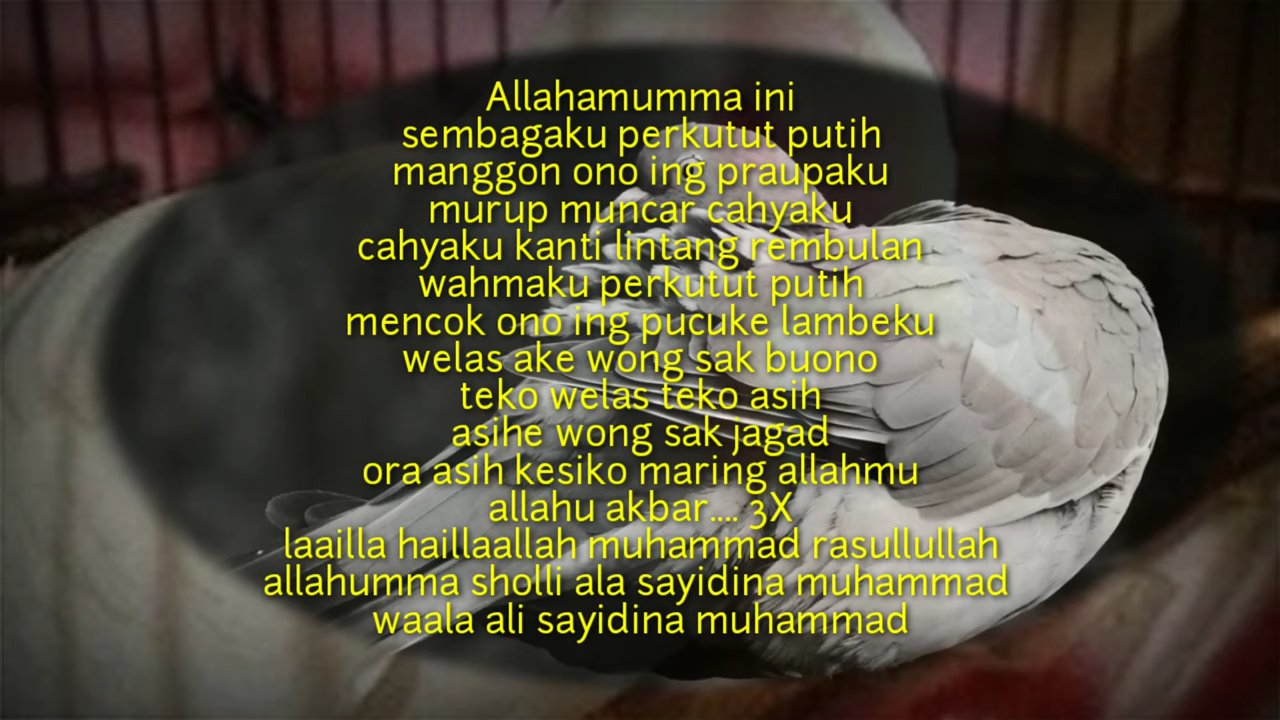 Allahamumma ini
sembagaku perkutut putih
manggon ono ing praupaku
murup muncar cahyaku
cahyaku kanti lintang rembulan
wahmaku perkutut putih
mencok ono ing pucuke lambeku
welas ake wong sak buono
teko welas teko asih
asihe wong sak jagad
ora asih kesiko maring allahmu
allahu akbar.... 3X
laailla haillaallah muhammad rasullullah
allahumma sholli ala sayidina muhammad
waala ali sayidina muhammad